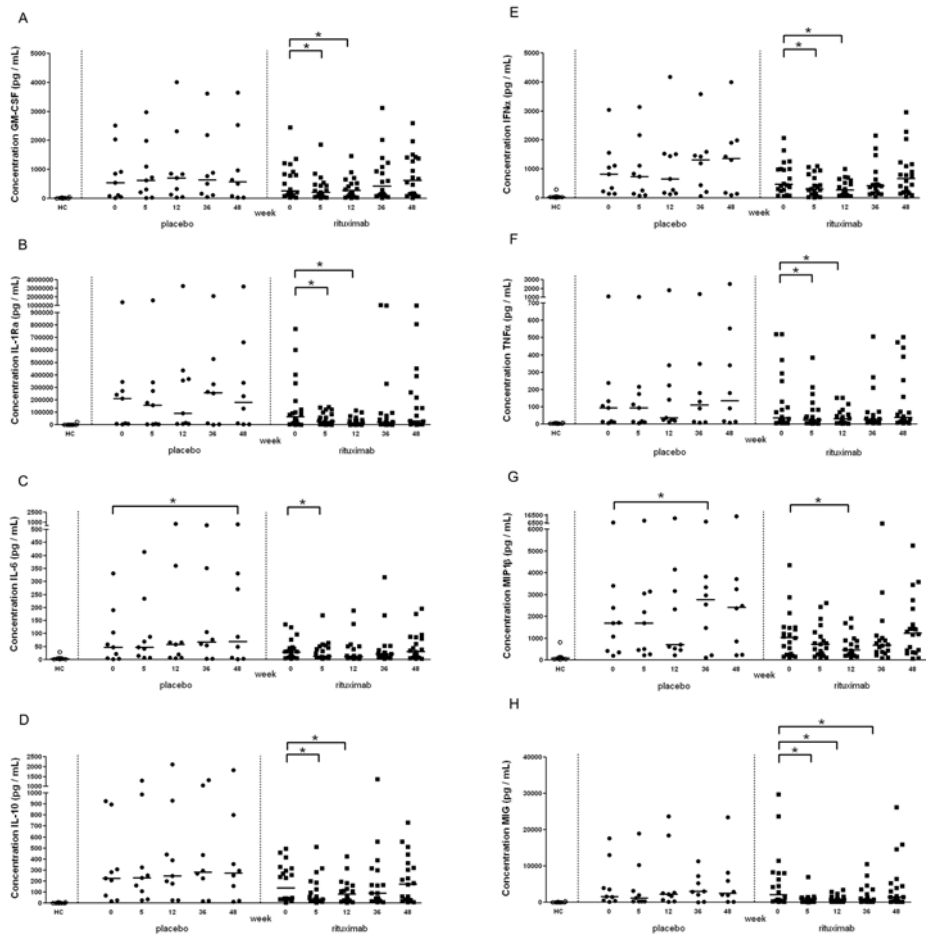 A
Concentration GM-CSF (pg / mL)
5000
4000
3000
2000
1000
0
* *
HC 0 5 12 36 48 0 5 12 36 48
week
placebo rituximab
B
Concentration IL-1Ra (pg / mL)
4000000
3000000
2000000
1000000
900000
800000
700000
600000
500000
400000
300000
200000
100000
0
* *
HC 0 5 12 36 48 0 5 12 36 48
week
placebo rituximab
C
Concentration IL-6 (pg / mL)
2500
1000
500
450
400
350
300
250
200
150
100
50
0
* *
HC 0 5 12 36 48 0 5 12 36 48
week
placebo rituximab
D
Concentration IL-10 (pg / mL)
2500
2000
1500
1000
900
800
700
600
500
400
300
200
100
0
* *
HC 0 5 12 36 48 0 5 12 36 48
week
placebo rituximab
E
Concentration IFNα (pg / mL)
5000
4000
3000
2000
1000
0
* *
HC 0 5 12 36 48 0 5 12 36 48
week
placebo rituximab
F
Concentration TNFα (pg / mL)
3000
2000
1000
700
600
500
400
300
200
100
0
* *
HC 0 5 12 36 48 0 5 12 36 48
week
placebo rituximab
G
Concentration MIP1β (pg / mL)
16500
6500
6000
5000
4000
3000
2000
1000
0
* *
HC 0 5 12 36 48 0 5 12 36 48
week
placebo rituximab
H
Concentration MIG (pg / mL)
40000
30000
20000
10000
0
* * *
HC 0 5 12 36 48 0 5 12 36 48
week
placebo rituximab